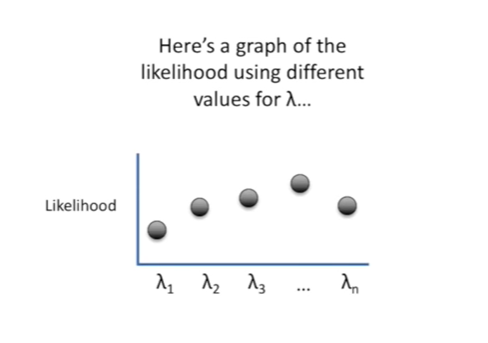 Here's a graph of the
likelihood using different
values for λ...
Likelihood
λ₁ λ₂ λ₃ ... λₙ